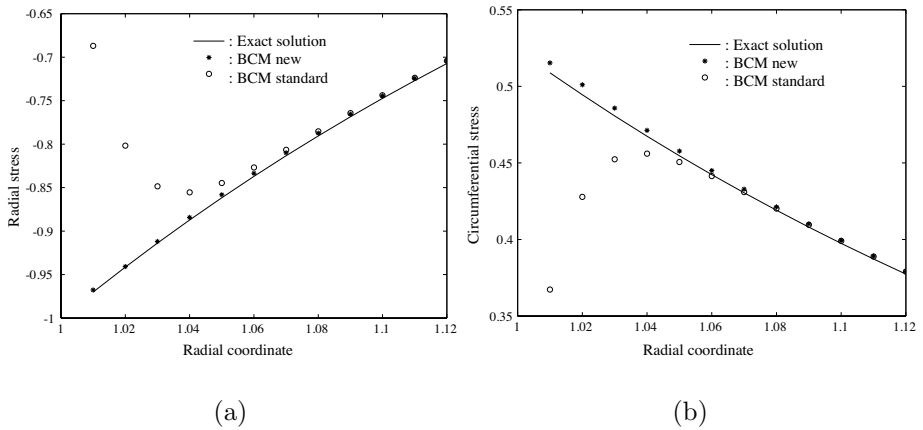 -0.65
-0.7
-0.75
-0.8
-0.85
-0.9
-0.95
-1
Radial stress
: Exact solution
: BCM new
: BCM standard
1 1.02 1.04 1.06 1.08 1.1 1.12
Radial coordinate
(a)
0.55
0.5
0.45
0.4
0.35
Circumferential stress
: Exact solution
: BCM new
: BCM standard
1 1.02 1.04 1.06 1.08 1.1 1.12
Radial coordinate
(b)